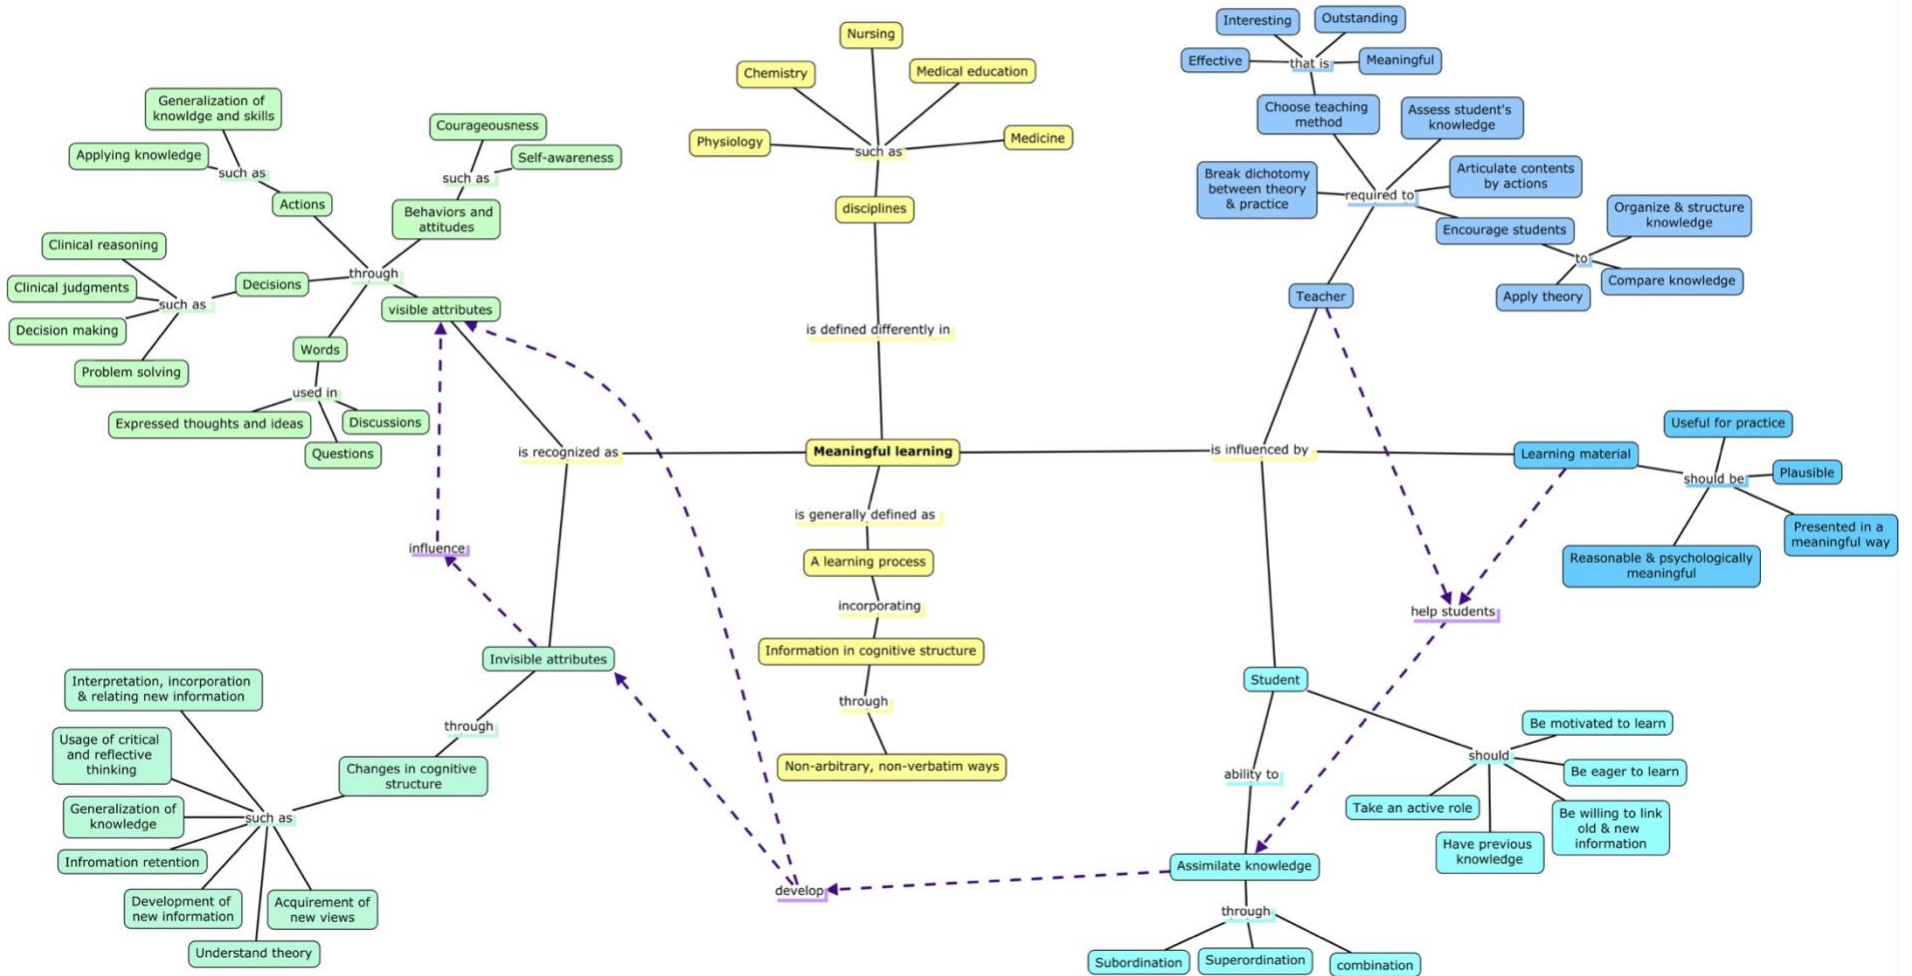 Nursing
Chemistry
Medical education
Physiology
Medicine
such as
disciplines
is defined differently in
Meaningful learning
is generally defined as
A learning process
incorporating
Information in cognitive structure
through
Non-arbitrary, non-verbatim ways
is recognized as
visible attributes
through
Actions
such as
Generalization of
knowldge and skills
Applying knowledge
Behaviors and
attitudes
such as
Courageousness
Self-awareness
Decisions
such as
Clinical reasoning
Clinical judgments
Decision making
Problem solving
Words
used in
Expressed thoughts and ideas
Questions
Discussions
influence
Invisible attributes
through
Changes in cognitive
structure
such as
Interpretation, incorporation
& relating new information
Usage of critical
and reflective
thinking
Generalization of
knowledge
Infromation retention
Development of
new information
Understand theory
Acquirement of
new views
is influenced by
Teacher
required to
Choose teaching
method
that is
Effective
Interesting
Outstanding
Meaningful
Assess student's
knowledge
Articulate contents
by actions
Break dichotomy
between theory
& practice
Encourage students
to
Organize & structure
knowledge
Compare knowledge
Apply theory
Learning material
should be
Useful for practice
Plausible
Presented in a
meaningful way
Reasonable & psychologically
meaningful
help students
Student
should
Be motivated to learn
Be eager to learn
Be willing to link
old & new
information
Have previous
knowledge
Take an active role
ability to
Assimilate knowledge
through
Subordination
Superordination
combination
develop